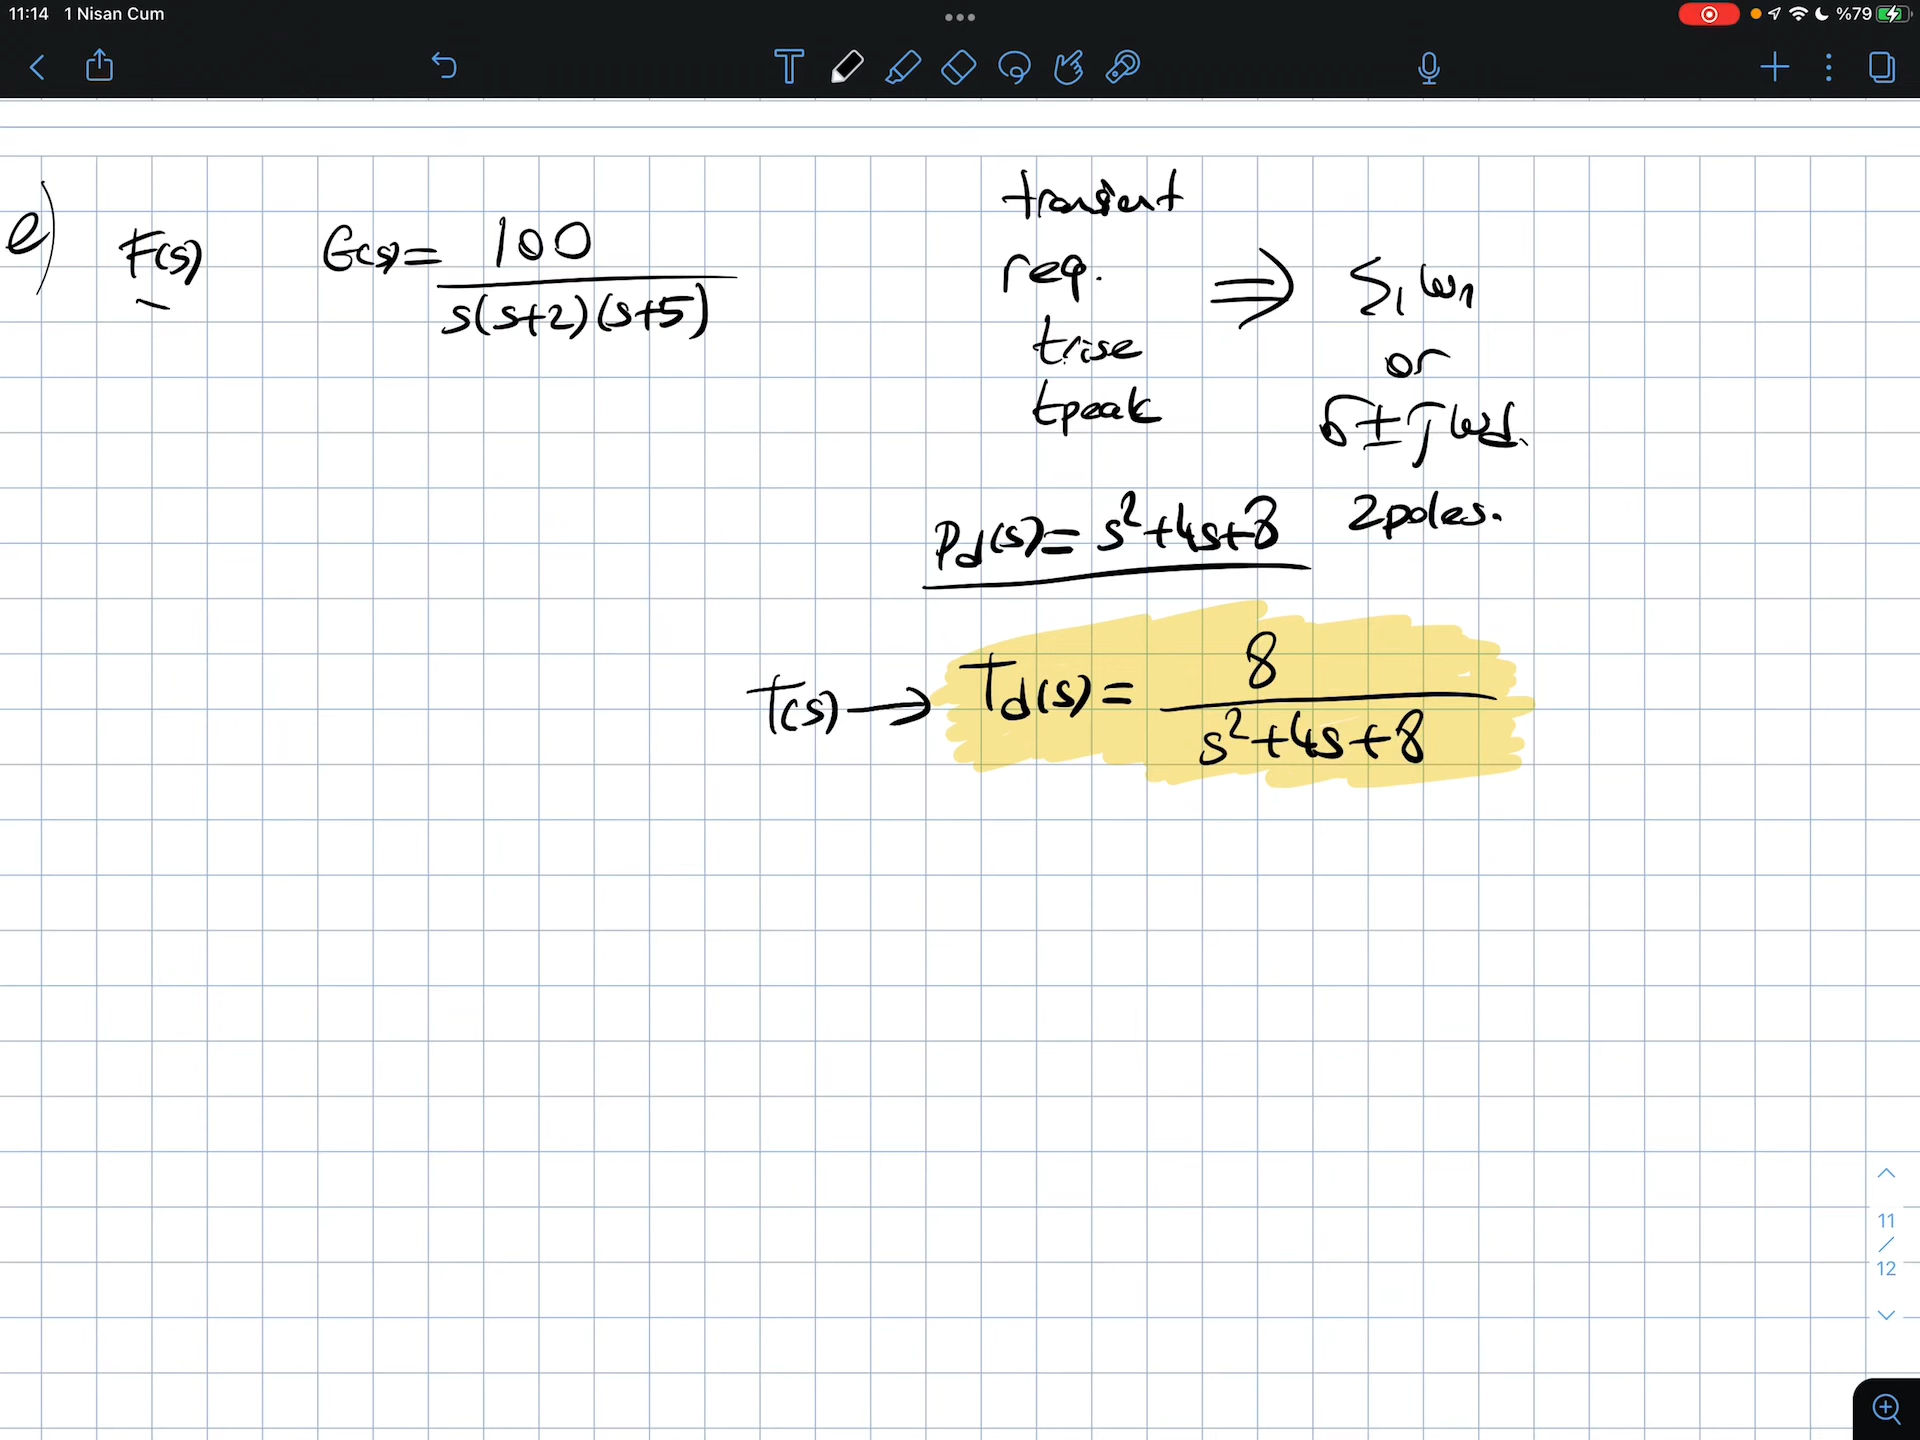 11:14 1 Nisan Cum
%79
e) F(s) G(s)= 100
s(s+2)(s+5)
transient
req. ⇒ ζ, ωn
trise or
tpeak σ±jωd.
Pd(s)= s²+4s+8 2poles.
T(s) → Td(s)= 8
s²+4s+8
11
/
12